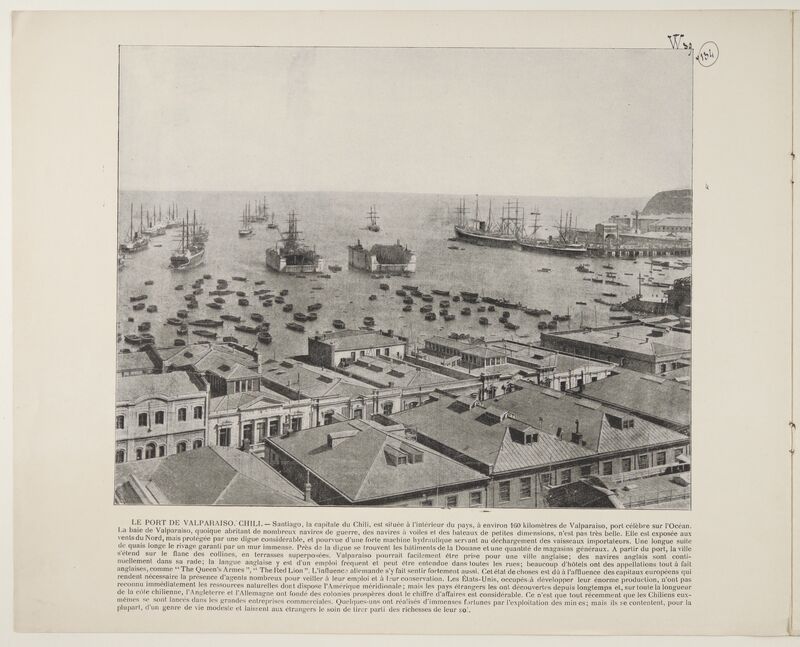 W 39
134
LE PORT DE VALPARAISO. CHILI. — Santiago, la capitale du Chili, est située à l'intérieur du pays, à environ 160 kilomètres de Valparaiso, port célèbre sur l'Océan.
La baie de Valparaiso, quoique abritant de nombreux navires de guerre, des navires à voiles et des bateaux de petites dimensions, n'est pas très belle. Elle est exposée aux
vents du Nord, mais protégée par une digue considérable, et pourvue d'une forte machine hydraulique servant au déchargement des vaisseaux importateurs. Une longue suite
de quais longe le rivage garanti par un mur immense. Près de la digue se trouvent les bâtiments de la Douane et une quantité de magasins généraux. A partir du port, la ville
s'étend sur le flanc des collines, en terrasses superposées. Valparaiso pourrait facilement être prise pour une ville anglaise; des navires anglais sont conti-
nuellement dans sa rade; la langue anglaise y est d'un emploi fréquent et peut être entendue dans toutes les rues; beaucoup d'hôtels ont des appellations tout à fait
anglaises, comme "The Queen's Armes", "The Red Lion". L'influence allemande s'y fait sentir fortement aussi. Cet état de choses est dû à l'affluence des capitaux européens qui
rendent nécessaire la présence d'agents nombreux pour veiller à leur emploi et à leur conservation. Les États-Unis, occupés à développer leur énorme production, n'ont pas
reconnu immédiatement les ressources naturelles dont dispose l'Amérique méridionale; mais les pays étrangers les ont découvertes depuis longtemps et, sur toute la longueur
de la côte chilienne, l'Angleterre et l'Allemagne ont fondé des colonies prospères dont le chiffre d'affaires est considérable. Ce n'est que tout récemment que les Chiliens eux-
mêmes se sont lancés dans les grandes entreprises commerciales. Quelques-uns ont réalisés d'immenses fortunes par l'exploitation des mines; mais ils se contentent, pour la
plupart, d'un genre de vie modeste et laissent aux étrangers le soin de tirer parti des richesses de leur sol.